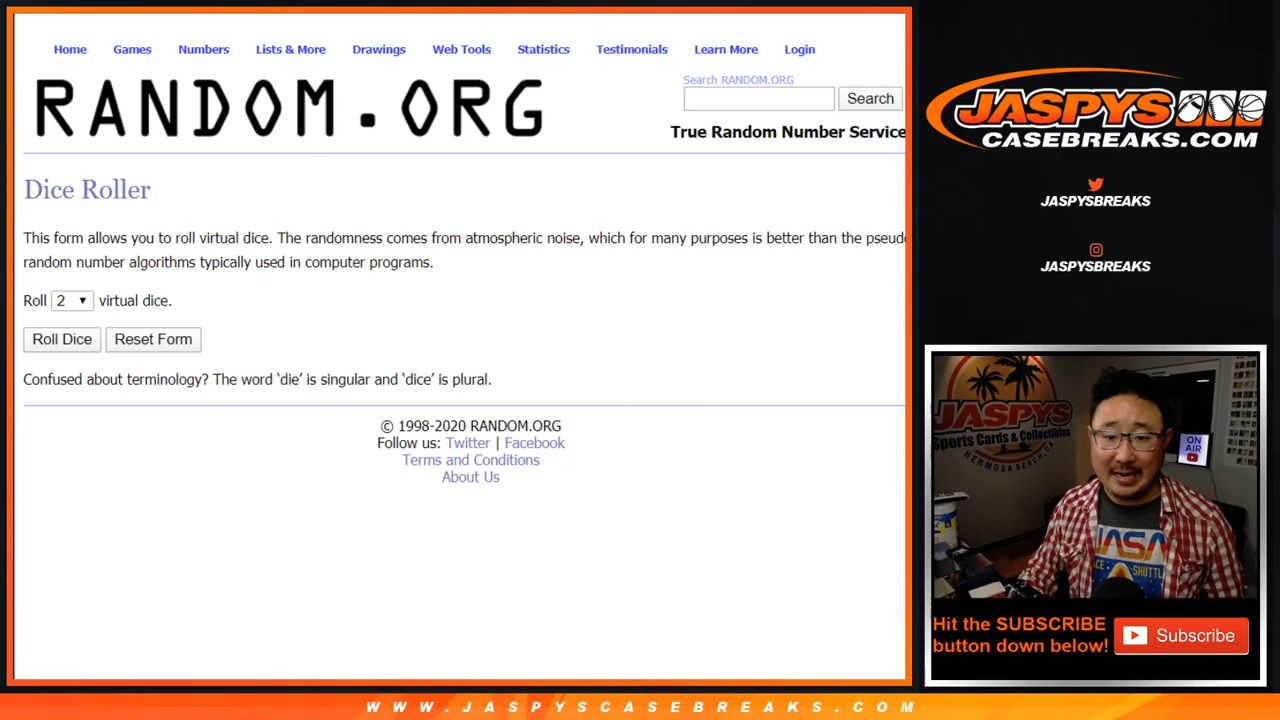 Home Games Numbers Lists & More Drawings Web Tools Statistics Testimonials Learn More Login
RANDOM.ORG
Search RANDOM.ORG
Search
True Random Number Service
Dice Roller
This form allows you to roll virtual dice. The randomness comes from atmospheric noise, which for many purposes is better than the pseudo
random number algorithms typically used in computer programs.
Roll 2 virtual dice.
Roll Dice Reset Form
Confused about terminology? The word ‘die’ is singular and ‘dice’ is plural.
© 1998-2020 RANDOM.ORG
Follow us: Twitter | Facebook
Terms and Conditions
About Us
JASPYS
CASEBREAKS.COM
JASPYSBREAKS
JASPYSBREAKS
JASPYS
Sports Cards & Collectibles
HERMOSA BEACH, CA
ON
AIR
NASA
SPACE SHUTTLE
Hit the SUBSCRIBE
button down below!
Subscribe
WWW.JASPYSCASEBREAKS.COM